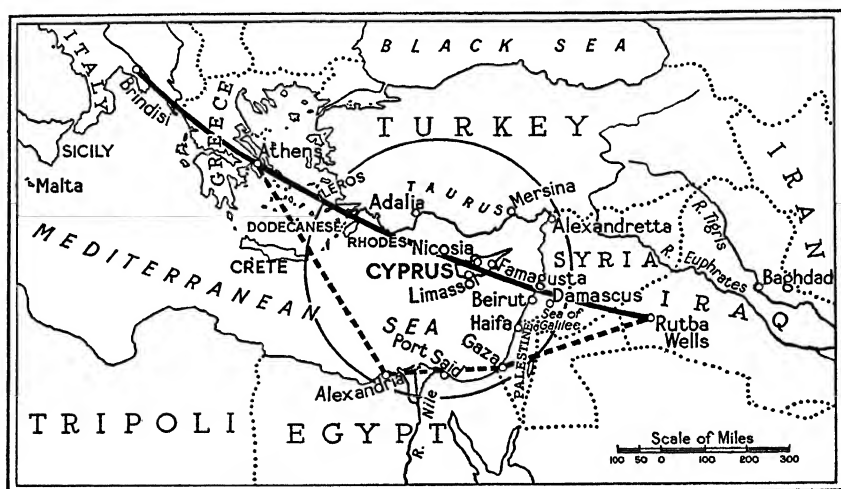 BLACK SEA
ITALY
Brindisi
GREECE
TURKEY
IRAN
SICILY
Athens
Malta
LEROS
TAURUS
Adalia
Mersina
Alexandretta
R. Tigris
DODECANESE
RHODES
Nicosia
SYRIA
R. Euphrates
Baghdad
MEDITERRANEAN
CRETE
CYPRUS
Famagusta
Limassol
IRAQ
Beirut
Damascus
SEA
Haifa
Sea of
Galilee
Rutba
Wells
Port Said
Gaza
PALESTINE
Alexandria
R. Nile
TRIPOLI
EGYPT
Scale of Miles
100 50 0 100 200 300